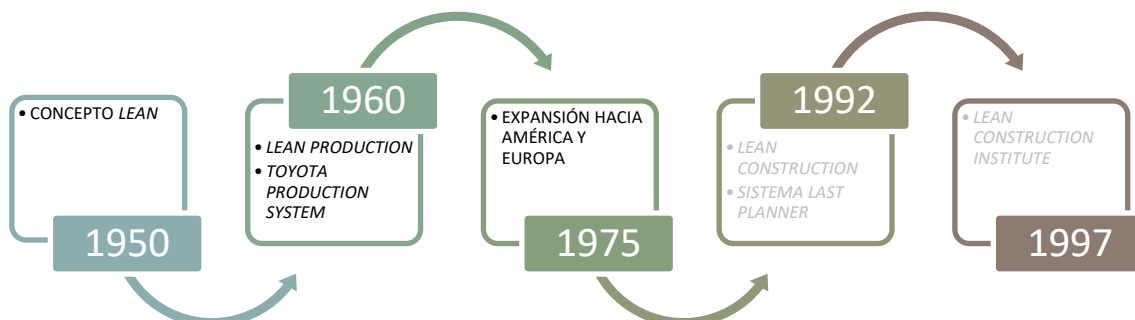 • CONCEPTO LEAN
1950
1960
• LEAN PRODUCTION
• TOYOTA
PRODUCTION
SYSTEM
• EXPANSIÓN HACIA
AMÉRICA Y
EUROPA
1975
1992
• LEAN
CONSTRUCTION
• SISTEMA LAST
PLANNER
• LEAN
CONSTRUCTION
INSTITUTE
1997